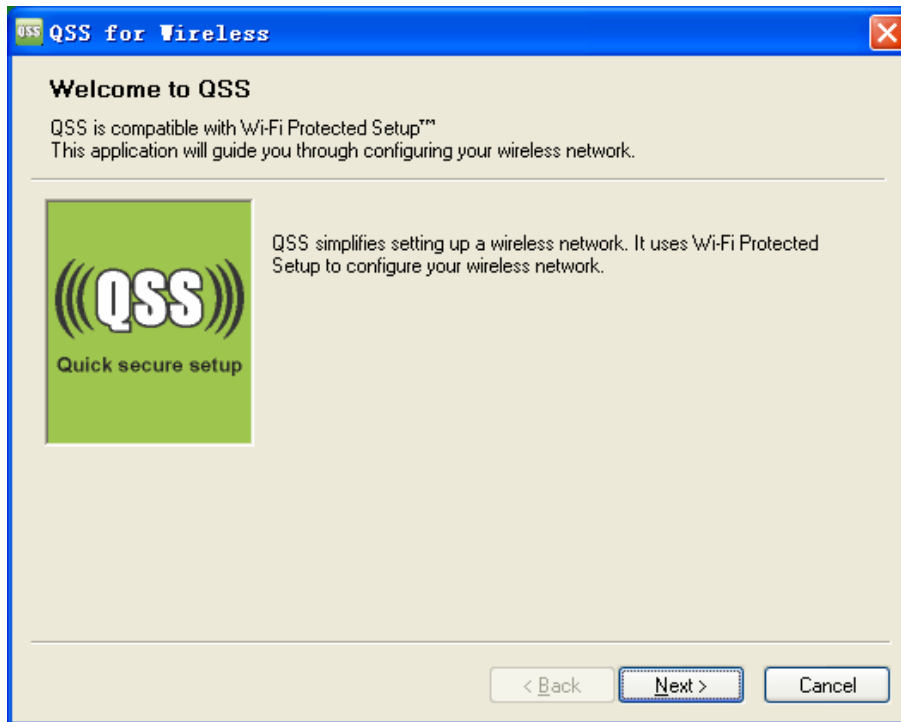 QSS QSS for Wireless
Welcome to QSS
QSS is compatible with Wi-Fi Protected Setup™
This application will guide you through configuring your wireless network.
QSS simplifies setting up a wireless network. It uses Wi-Fi Protected
Setup to configure your wireless network.
(((QSS)))
Quick secure setup
< Back
Next >
Cancel